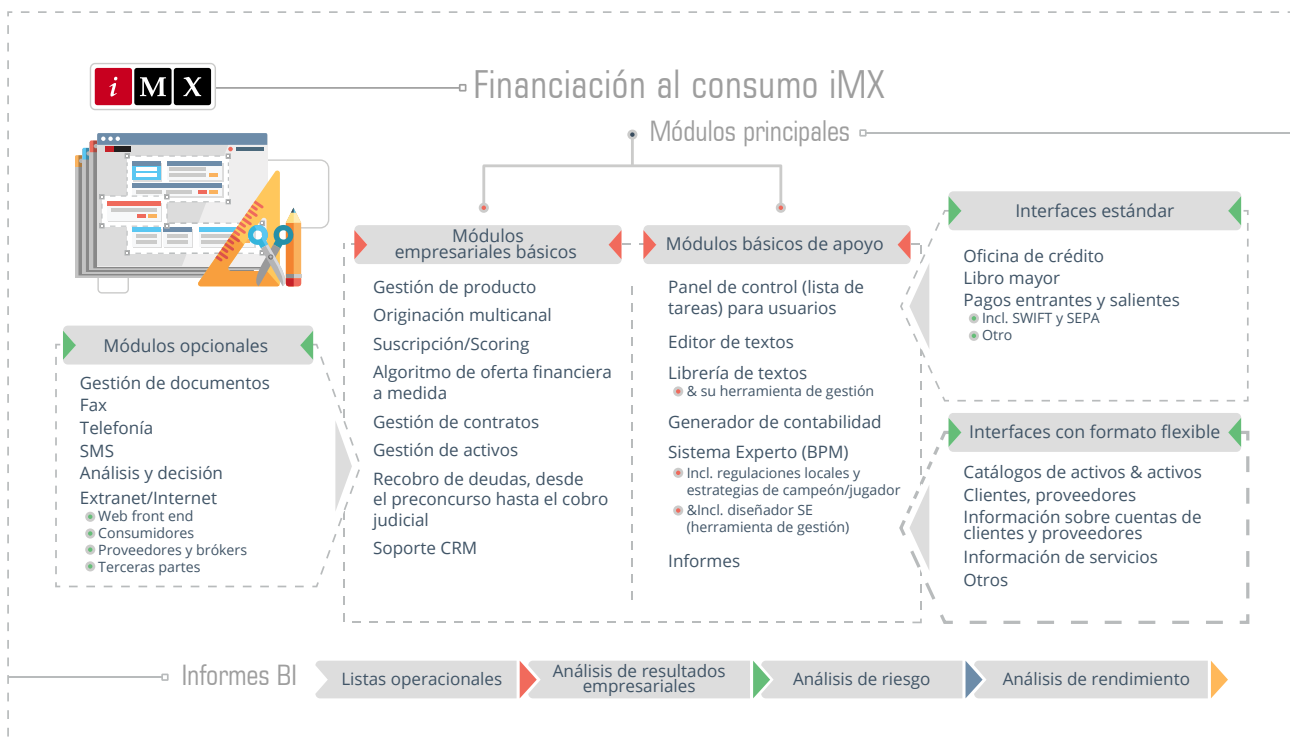 iMX
Financiación al consumo iMX
Módulos principales
Módulos opcionales
Gestión de documentos
Fax
Telefonía
SMS
Análisis y decisión
Extranet/Internet
Web front end
Consumidores
Proveedores y brókers
Terceras partes
Módulos
empresariales básicos
Gestión de producto
Originación multicanal
Suscripción/Scoring
Algoritmo de oferta financiera
a medida
Gestión de contratos
Gestión de activos
Recobro de deudas, desde
el preconcurso hasta el cobro
judicial
Soporte CRM
Módulos básicos de apoyo
Panel de control (lista de
tareas) para usuarios
Editor de textos
Librería de textos
& su herramienta de gestión
Generador de contabilidad
Sistema Experto (BPM)
Incl. regulaciones locales y
estrategias de campeón/jugador
&Incl. diseñador SE
(herramienta de gestión)
Informes
Interfaces estándar
Oficina de crédito
Libro mayor
Pagos entrantes y salientes
Incl. SWIFT y SEPA
Otro
Interfaces con formato flexible
Catálogos de activos & activos
Clientes, proveedores
Información sobre cuentas de
clientes y proveedores
Información de servicios
Otros
Informes BI
Listas operacionales
Análisis de resultados
empresariales
Análisis de riesgo
Análisis de rendimiento